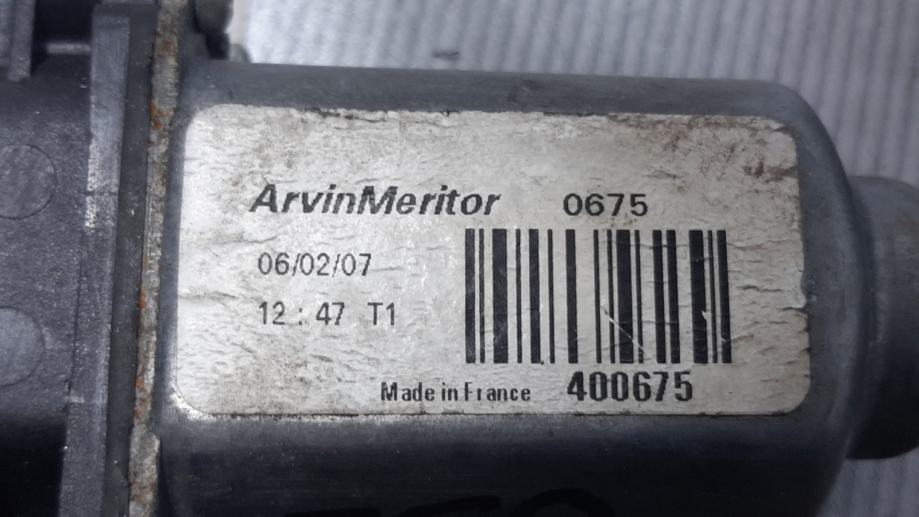 ArvinMeritor 0675
06/02/07
12 : 47 T1
Made in France 400675